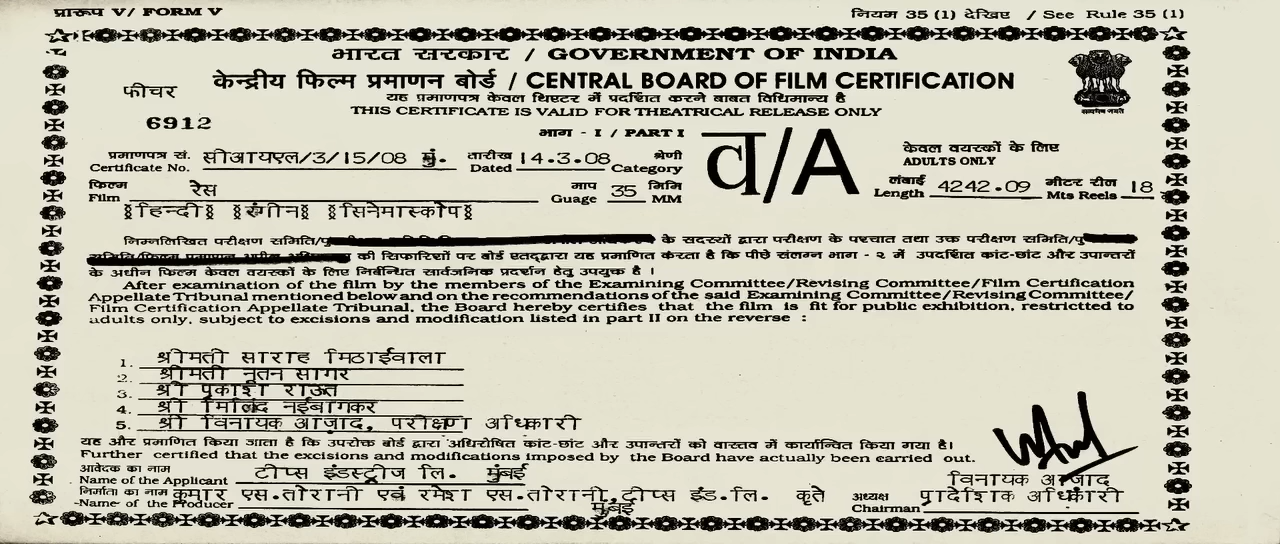 प्रारूप V/ FORM V
नियम 35 (1) देखिए / See Rule 35 (1)
भारत सरकार / GOVERNMENT OF INDIA
केन्द्रीय फिल्म प्रमाणन बोर्ड / CENTRAL BOARD OF FILM CERTIFICATION
फीचर
यह प्रमाणपत्र केवल थिएटर में प्रदर्शित करने बाबत विधिमान्य है
THIS CERTIFICATE IS VALID FOR THEATRICAL RELEASE ONLY
6912
भाग - I / PART I
व/A
केवल वयस्कों के लिए
ADULTS ONLY
प्रमाणपत्र सं. सीआयएल/3/15/08 मुं. तारीख 14.3.08 श्रेणी
Certificate No. Dated Category
फिल्म रेस माप 35 मिमि
Film Guage MM
लंबाई 4242.09 मीटर रील 18
Length Mts Reels
हिन्दी रंगीन सिनेमास्कोप
निम्नलिखित परीक्षण समिति/पु के सदस्यों द्वारा परीक्षण के पश्चात तथा उक्त परीक्षण समिति/पु
की सिफारिशों पर बोर्ड एतद्द्वारा यह प्रमाणित करता है कि पीछे संलग्न भाग - २ में उपदर्शित कांट-छांट और उपान्तरों
के अधीन फिल्म केवल वयस्कों के लिए निर्बन्धित सार्वजनिक प्रदर्शन हेतु उपयुक्त है ।
After examination of the film by the members of the Examining Committee/Revising Committee/Film Certification
Appellate Tribunal mentioned below and on the recommendations of the said Examining Committee/Revising Committee/
Film Certification Appellate Tribunal, the Board hereby certifies that the film is fit for public exhibition, restrictted to
adults only, subject to excisions and modification listed in part II on the reverse :
1. श्रीमती साराह मिठाईवाला
2. श्रीमती नूतन सागर
3. श्री प्रकाश राऊत
4. श्री मिलिंद नईबागकर
5. श्री विनायक आज़ाद, परीक्षण अधिकारी
यह और प्रमाणित किया जाता है कि उपरोक्त बोर्ड द्वारा अधिरोपित कांट-छांट और उपान्तरों को वास्तव में कार्यान्वित किया गया है।
Further certified that the excisions and modifications imposed by the Board have actually been carried out.
आवेदक का नाम टीप्स इंडस्ट्रीज लि. मुंबई
Name of the Applicant
विनायक आज़ाद
निर्माता का नाम कुमार एस.तोरानी एवं रमेश एस.तोरानी, टीप्स इंड.लि. कृते अध्यक्ष प्रादेशिक अधिकारी
Name of the Producer मुंबई Chairman